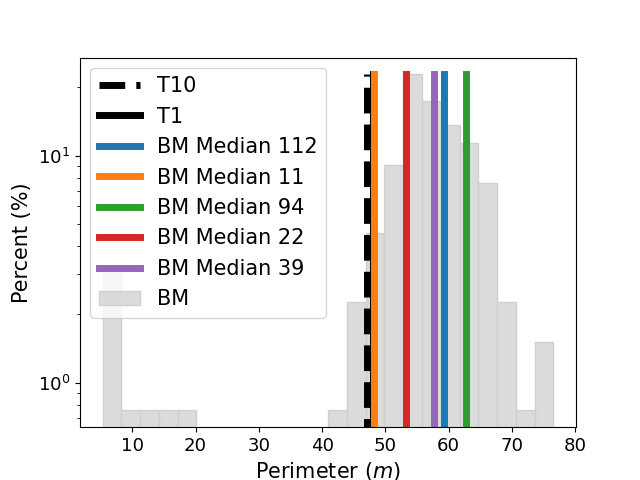 T10
T1
BM Median 112
BM Median 11
BM Median 94
BM Median 22
BM Median 39
BM
Percent (%)
10¹
10⁰
10 20 30 40 50 60 70 80
Perimeter (m)